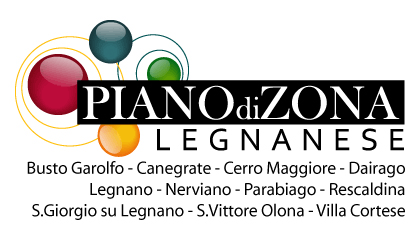 PIANOdiZONA
LEGNANESE
Busto Garolfo - Canegrate - Cerro Maggiore - Dairago
Legnano - Nerviano - Parabiago - Rescaldina
S.Giorgio su Legnano - S.Vittore Olona - Villa Cortese